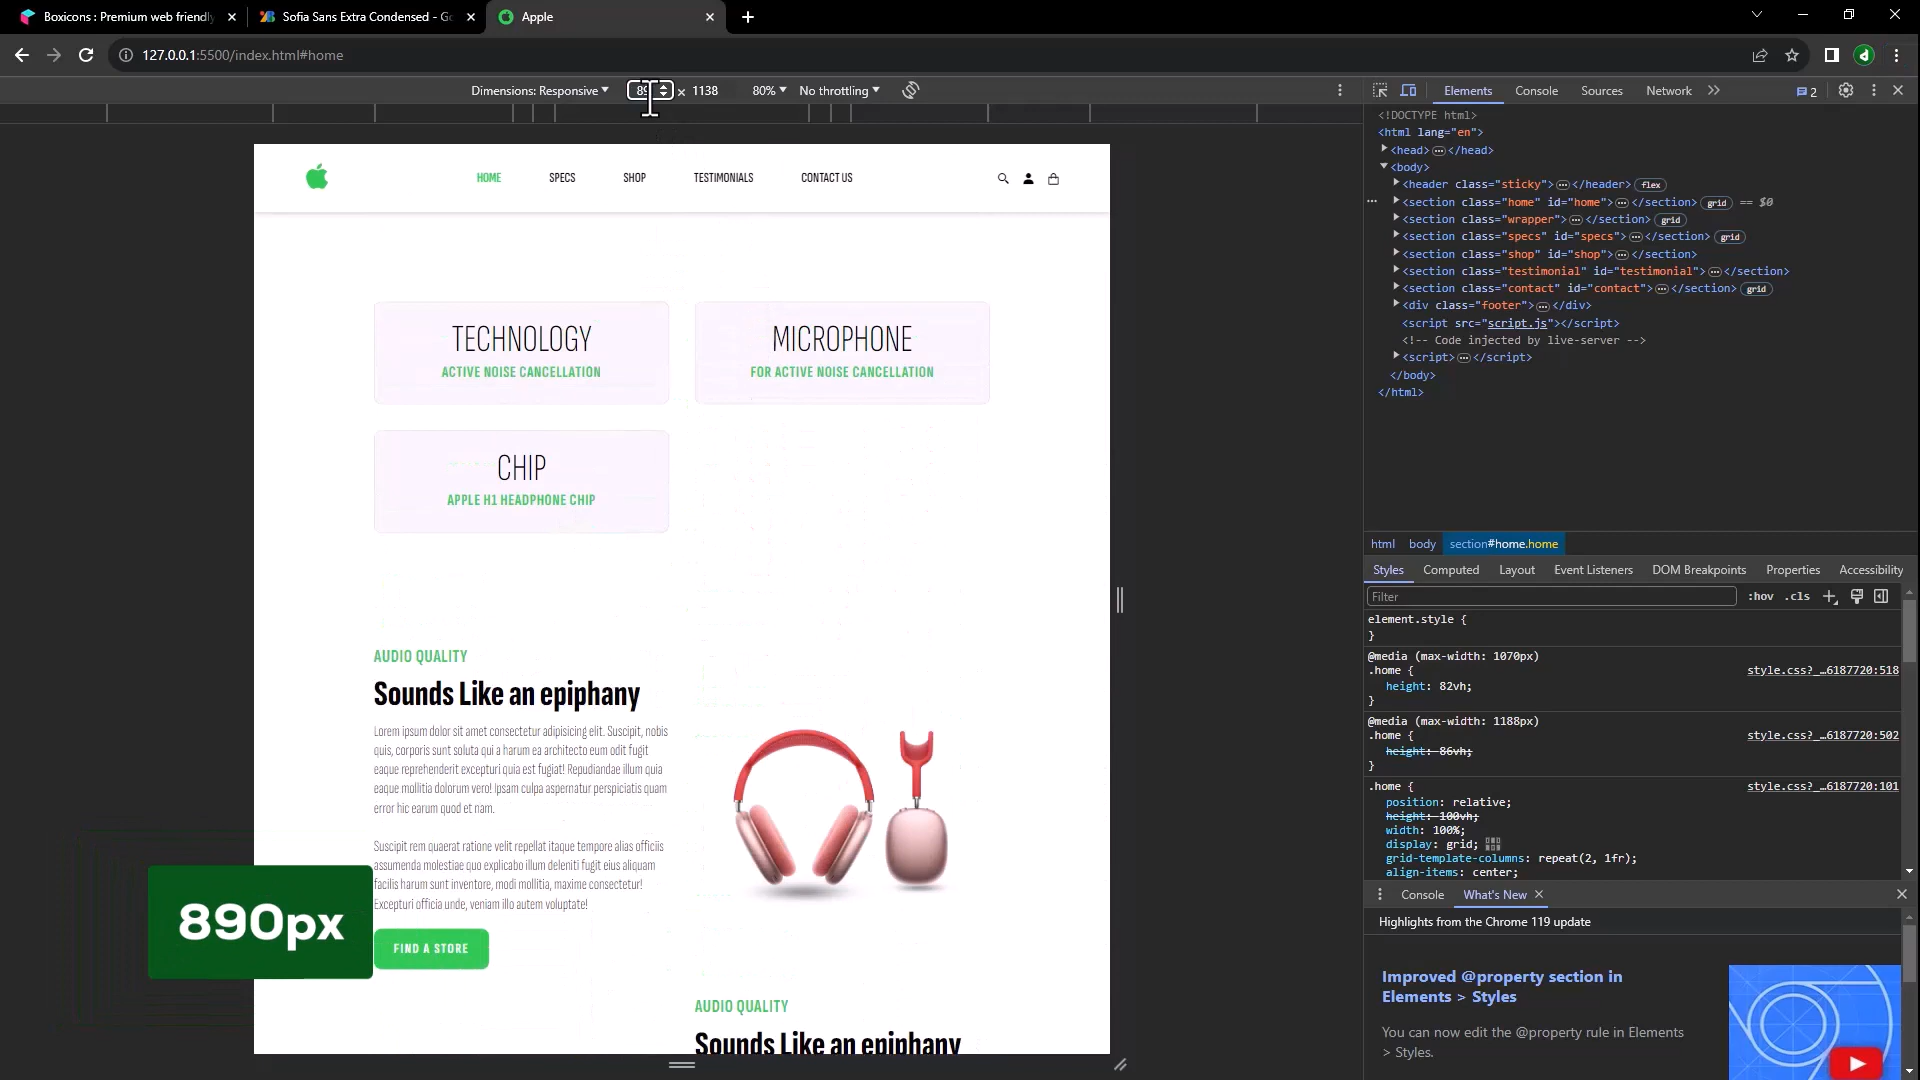 Boxicons : Premium web friendly
Sofia Sans Extra Condensed - Go
Apple
127.0.0.1:5500/index.html#home
Dimensions: Responsive
× 1138
80%
No throttling
Elements
Console
Sources
Network
2
HOME
SPECS
SHOP
TESTIMONIALS
CONTACT US
TECHNOLOGY
ACTIVE NOISE CANCELLATION
MICROPHONE
FOR ACTIVE NOISE CANCELLATION
CHIP
APPLE H1 HEADPHONE CHIP
AUDIO QUALITY
Sounds Like an epiphany
Lorem ipsum dolor sit amet consectetur adipisicing elit. Suscipit, nobis
quis, corporis sunt soluta qui a harum ea architecto eum odit fugit
eaque reprehenderit excepturi quia est fugiat! Repudiandae illum quia
eaque mollitia dolorum vero! Ipsam culpa aspernatur perspiciatis quam
error hic earum quod et nam.
Suscipit rem quaerat ratione velit repellat itaque tempore alias officiis
assumenda molestiae quo explicabo illum deleniti fugit eius aliquam
facilis harum sunt inventore, modi mollitia, maxime consectetur!
Excepturi officia unde, veniam illo autem voluptate!
FIND A STORE
890px
AUDIO QUALITY
Sounds Like an epiphany
<!DOCTYPE html>
<html lang="en">
<head> ⋯ </head>
<body>
<header class="sticky"> ⋯ </header> flex
<section class="home" id="home"> ⋯ </section> grid == $0
<section class="wrapper"> ⋯ </section> grid
<section class="specs" id="specs"> ⋯ </section> grid
<section class="shop" id="shop"> ⋯ </section>
<section class="testimonial" id="testimonial"> ⋯ </section>
<section class="contact" id="contact"> ⋯ </section> grid
<div class="footer"> ⋯ </div>
<script src="script.js"></script>
<!-- Code injected by live-server -->
<script> ⋯ </script>
</body>
</html>
html
body
section#home.home
Styles
Computed
Layout
Event Listeners
DOM Breakpoints
Properties
Accessibility
Filter
:hov
.cls
element.style {
}
@media (max-width: 1070px)
.home {
style.css?_…6187720:518
height: 82vh;
}
@media (max-width: 1188px)
.home {
style.css?_…6187720:502
height: 86vh;
}
.home {
style.css?_…6187720:101
position: relative;
height: 100vh;
width: 100%;
display: grid;
grid-template-columns: repeat(2, 1fr);
align-items: center;
Console
What's New
Highlights from the Chrome 119 update
Improved @property section in
Elements > Styles
You can now edit the @property rule in Elements
> Styles.